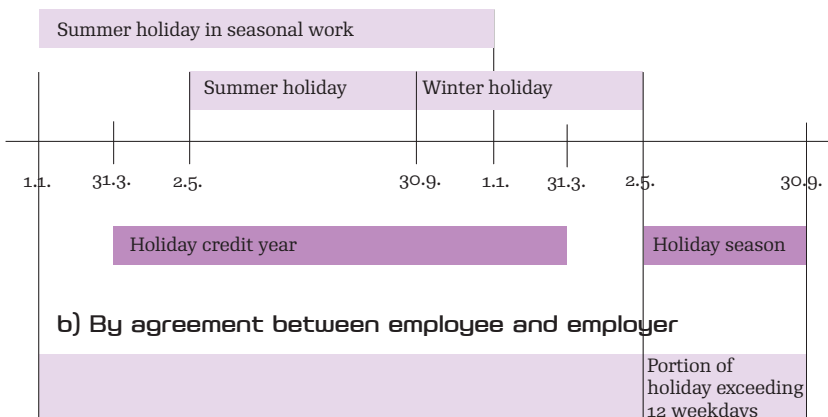 Summer holiday in seasonal work
Summer holiday Winter holiday
1.1. 31.3. 2.5. 30.9. 1.1. 31.3. 2.5. 30.9.
Holiday credit year Holiday season
b) By agreement between employee and employer
Portion of
holiday exceeding
12 weekdays